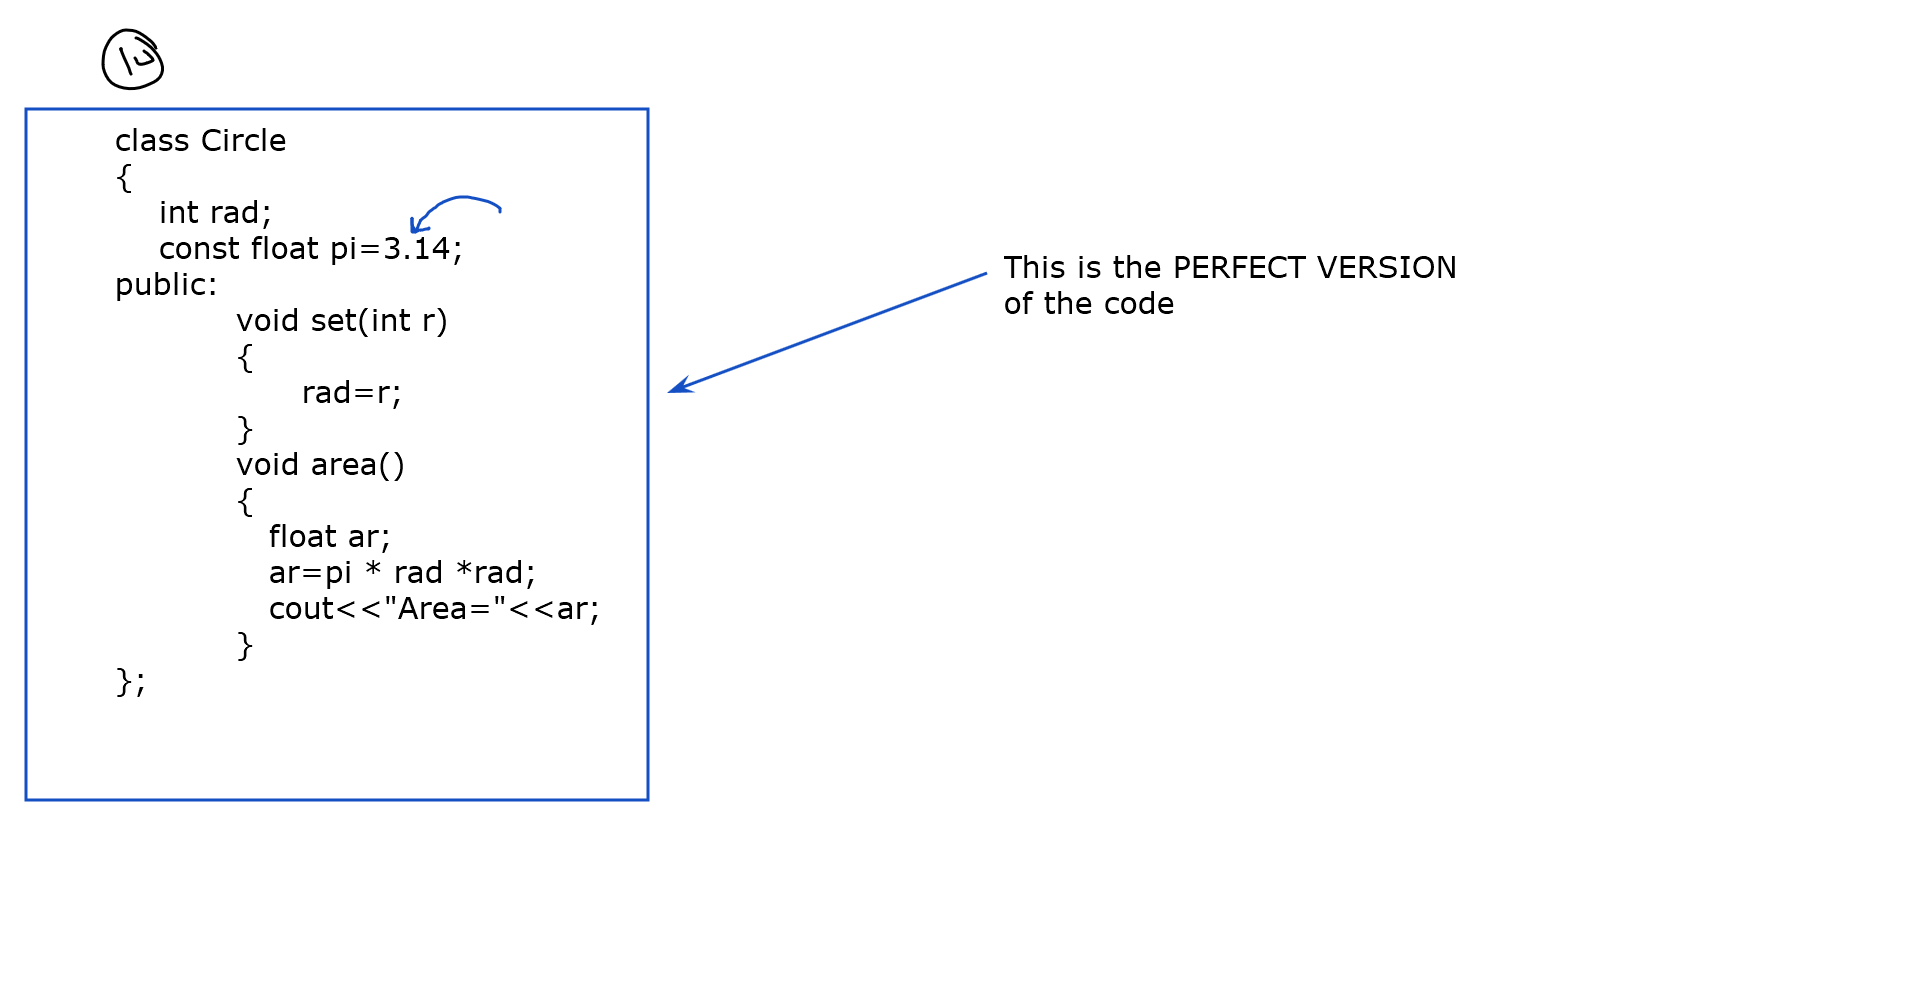 class Circle
{
int rad;
const float pi=3.14;
public:
void set(int r)
{
rad=r;
}
void area()
{
float ar;
ar=pi * rad *rad;
cout<<"Area="<<ar;
}
};
This is the PERFECT VERSION
of the code